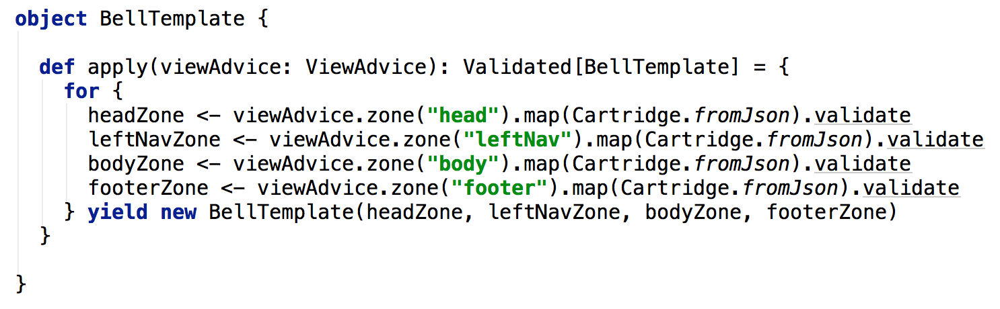 object BellTemplate {
def apply(viewAdvice: ViewAdvice): Validated[BellTemplate] = {
for {
headZone <- viewAdvice.zone("head").map(Cartridge.fromJson).validate
leftNavZone <- viewAdvice.zone("leftNav").map(Cartridge.fromJson).validate
bodyZone <- viewAdvice.zone("body").map(Cartridge.fromJson).validate
footerZone <- viewAdvice.zone("footer").map(Cartridge.fromJson).validate
} yield new BellTemplate(headZone, leftNavZone, bodyZone, footerZone)
}
}